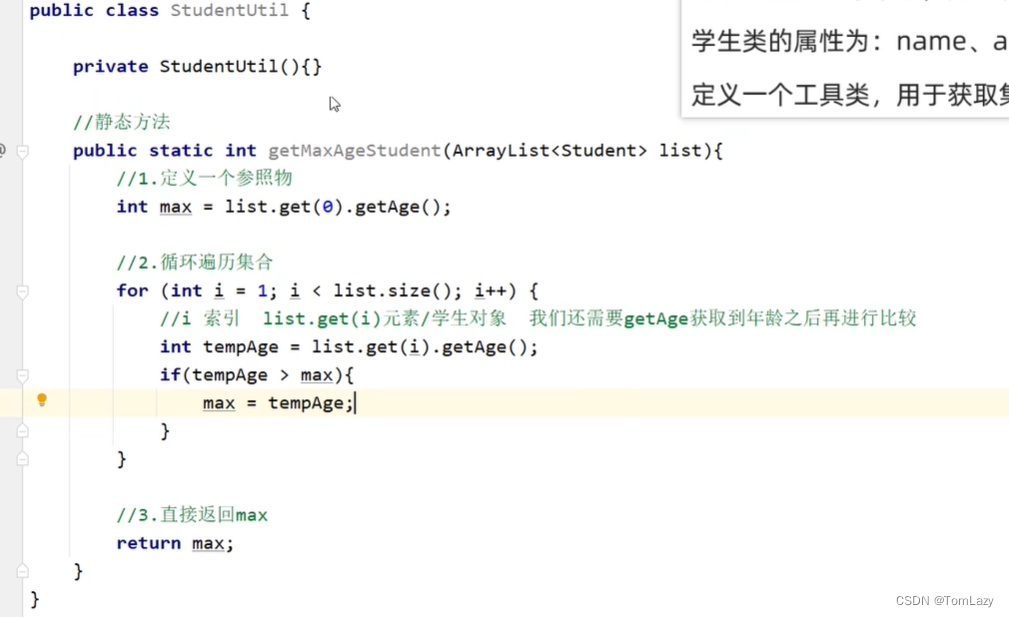 public class StudentUtil {
private StudentUtil(){}
//静态方法
public static int getMaxAgeStudent(ArrayList<Student> list){
//1.定义一个参照物
int max = list.get(0).getAge();
//2.循环遍历集合
for (int i = 1; i < list.size(); i++) {
//i 索引  list.get(i)元素/学生对象  我们还需要getAge获取到年龄之后再进行比较
int tempAge = list.get(i).getAge();
if(tempAge > max){
max = tempAge;
}
}
//3.直接返回max
return max;
}
}
学生类的属性为：name、a
定义一个工具类，用于获取集
CSDN @TomLazy